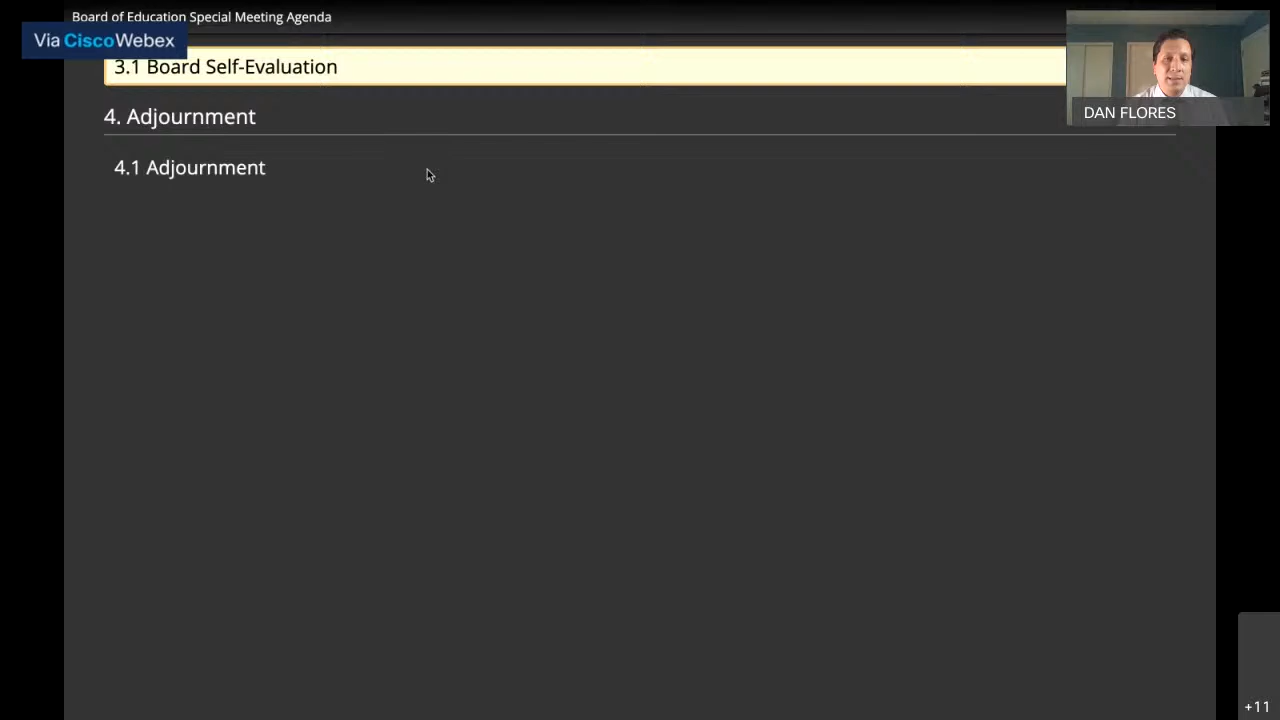 Board of Education Special Meeting Agenda
Via CiscoWebex
3.1 Board Self-Evaluation
4. Adjournment
DAN FLORES
4.1 Adjournment
+11